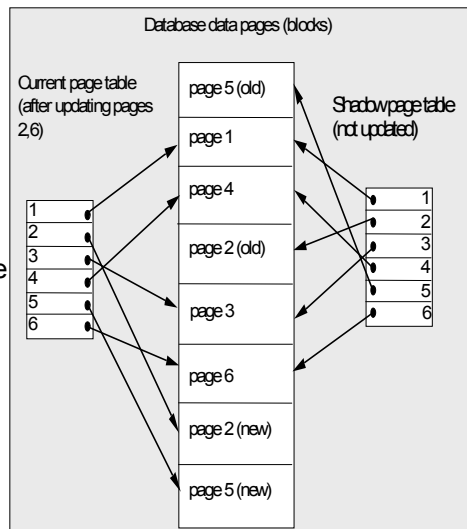 Database data pages (blocks)
Current page table
(after updating pages
2,6)
1
2
3
4
5
6
page 5 (old)
page 1
page 4
page 2 (old)
page 3
page 6
page 2 (new)
page 5 (new)
Shadow page table
(not updated)
1
2
3
4
5
6
e